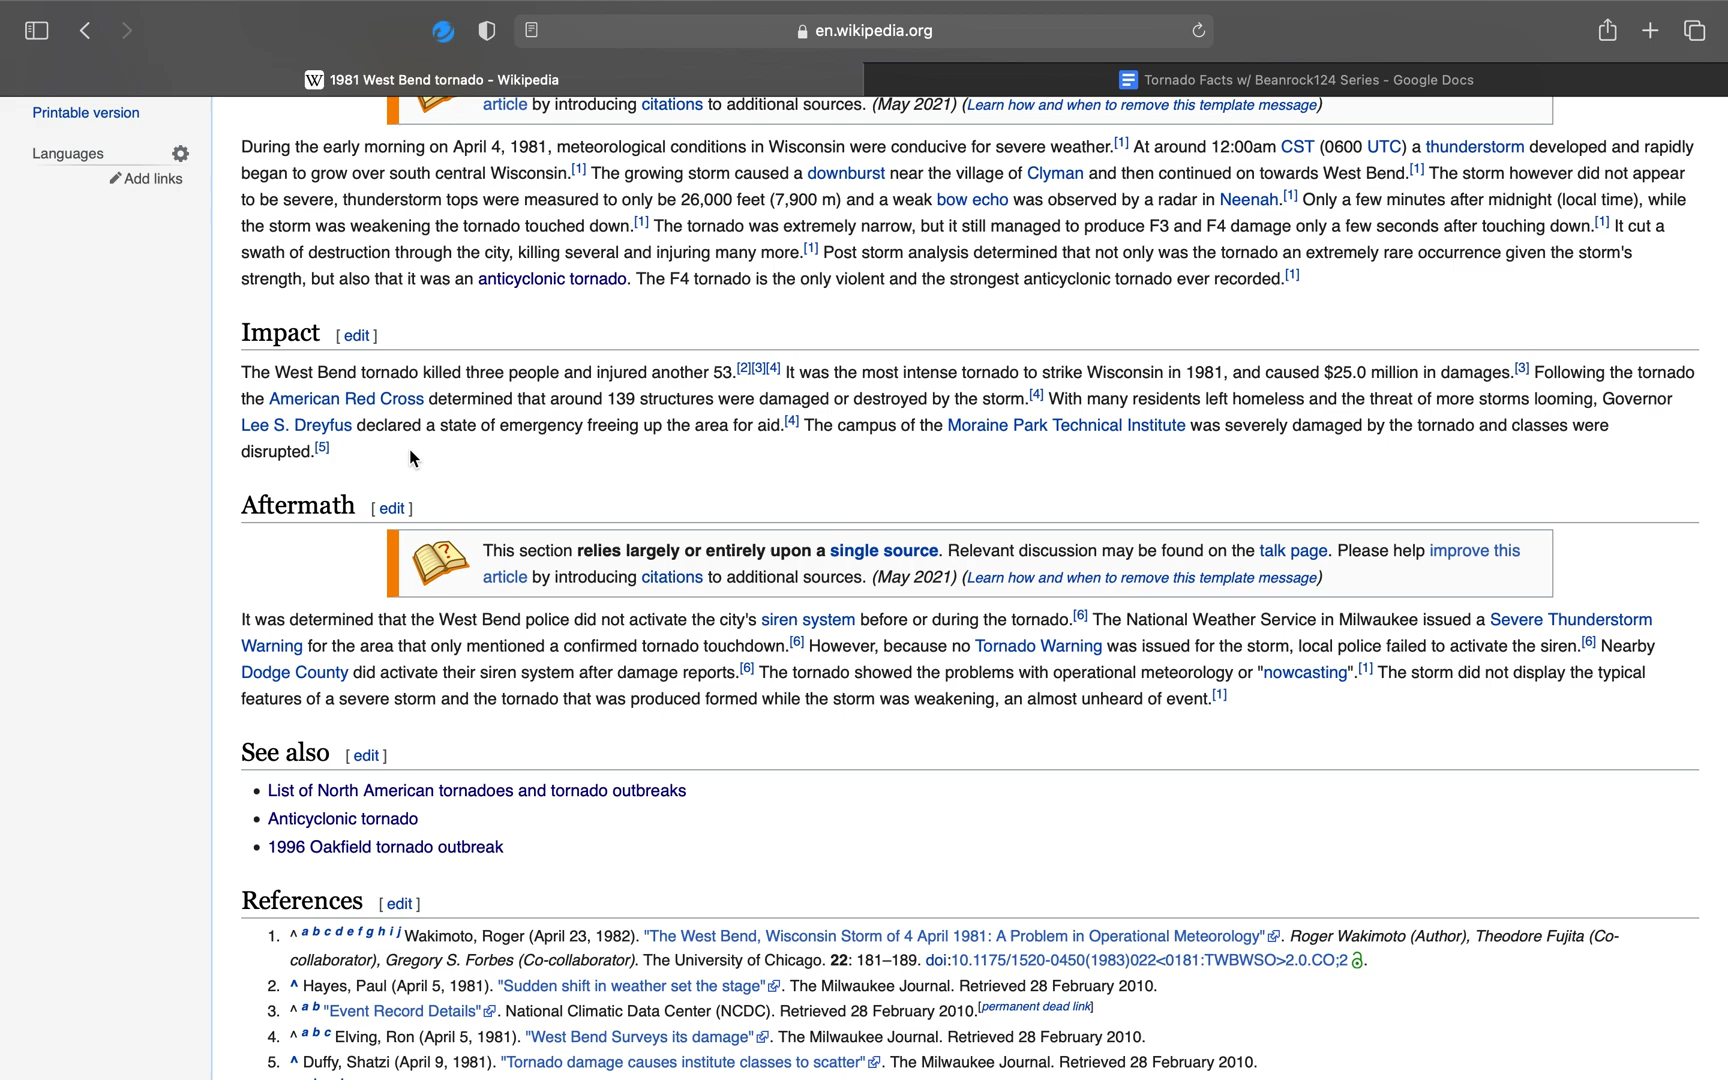 en.wikipedia.org
1981 West Bend tornado - Wikipedia
Tornado Facts w/ Beanrock124 Series - Google Docs
Printable version
Languages
Add links
article by introducing citations to additional sources. (May 2021) (Learn how and when to remove this template message)
During the early morning on April 4, 1981, meteorological conditions in Wisconsin were conducive for severe weather.[1] At around 12:00am CST (0600 UTC) a thunderstorm developed and rapidly
began to grow over south central Wisconsin.[1] The growing storm caused a downburst near the village of Clyman and then continued on towards West Bend.[1] The storm however did not appear
to be severe, thunderstorm tops were measured to only be 26,000 feet (7,900 m) and a weak bow echo was observed by a radar in Neenah.[1] Only a few minutes after midnight (local time), while
the storm was weakening the tornado touched down.[1] The tornado was extremely narrow, but it still managed to produce F3 and F4 damage only a few seconds after touching down.[1] It cut a
swath of destruction through the city, killing several and injuring many more.[1] Post storm analysis determined that not only was the tornado an extremely rare occurrence given the storm's
strength, but also that it was an anticyclonic tornado. The F4 tornado is the only violent and the strongest anticyclonic tornado ever recorded.[1]
Impact [ edit ]
The West Bend tornado killed three people and injured another 53.[2][3][4] It was the most intense tornado to strike Wisconsin in 1981, and caused $25.0 million in damages.[3] Following the tornado
the American Red Cross determined that around 139 structures were damaged or destroyed by the storm.[4] With many residents left homeless and the threat of more storms looming, Governor
Lee S. Dreyfus declared a state of emergency freeing up the area for aid.[4] The campus of the Moraine Park Technical Institute was severely damaged by the tornado and classes were
disrupted.[5]
Aftermath [ edit ]
This section relies largely or entirely upon a single source. Relevant discussion may be found on the talk page. Please help improve this
article by introducing citations to additional sources. (May 2021) (Learn how and when to remove this template message)
It was determined that the West Bend police did not activate the city's siren system before or during the tornado.[6] The National Weather Service in Milwaukee issued a Severe Thunderstorm
Warning for the area that only mentioned a confirmed tornado touchdown.[6] However, because no Tornado Warning was issued for the storm, local police failed to activate the siren.[6] Nearby
Dodge County did activate their siren system after damage reports.[6] The tornado showed the problems with operational meteorology or "nowcasting".[1] The storm did not display the typical
features of a severe storm and the tornado that was produced formed while the storm was weakening, an almost unheard of event.[1]
See also [ edit ]
• List of North American tornadoes and tornado outbreaks
• Anticyclonic tornado
• 1996 Oakfield tornado outbreak
References [ edit ]
1. ^ a b c d e f g h i j Wakimoto, Roger (April 23, 1982). "The West Bend, Wisconsin Storm of 4 April 1981: A Problem in Operational Meteorology". Roger Wakimoto (Author), Theodore Fujita (Co-
collaborator), Gregory S. Forbes (Co-collaborator). The University of Chicago. 22: 181–189. doi:10.1175/1520-0450(1983)022<0181:TWBWSO>2.0.CO;2.
2. ^ Hayes, Paul (April 5, 1981). "Sudden shift in weather set the stage". The Milwaukee Journal. Retrieved 28 February 2010.
3. ^ a b "Event Record Details". National Climatic Data Center (NCDC). Retrieved 28 February 2010.[permanent dead link]
4. ^ a b c Elving, Ron (April 5, 1981). "West Bend Surveys its damage". The Milwaukee Journal. Retrieved 28 February 2010.
5. ^ Duffy, Shatzi (April 9, 1981). "Tornado damage causes institute classes to scatter". The Milwaukee Journal. Retrieved 28 February 2010.